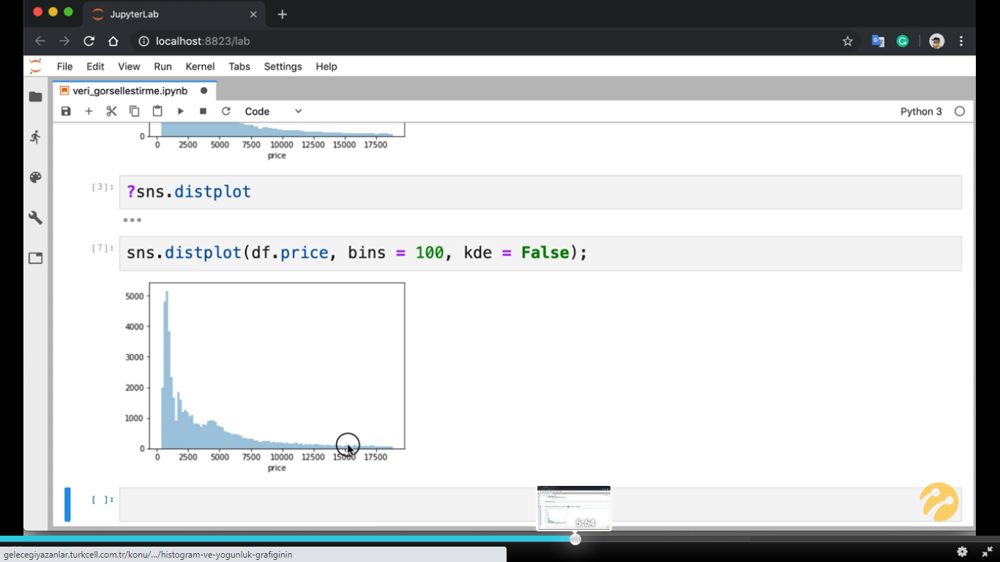 JupyterLab
localhost:8823/lab
File Edit View Run Kernel Tabs Settings Help
veri_gorsellestirme.ipynb
Code
Python 3
0
0 2500 5000 7500 10000 12500 15000 17500
price
[3]:
?sns.distplot
[7]:
sns.distplot(df.price, bins = 100, kde = False);
5000
4000
3000
2000
1000
0
0 2500 5000 7500 10000 12500 15000 17500
price
[ ]:
5:54
gelecegiyazanlar.turkcell.com.tr/konu/.../histogram-ve-yogunluk-grafiginin